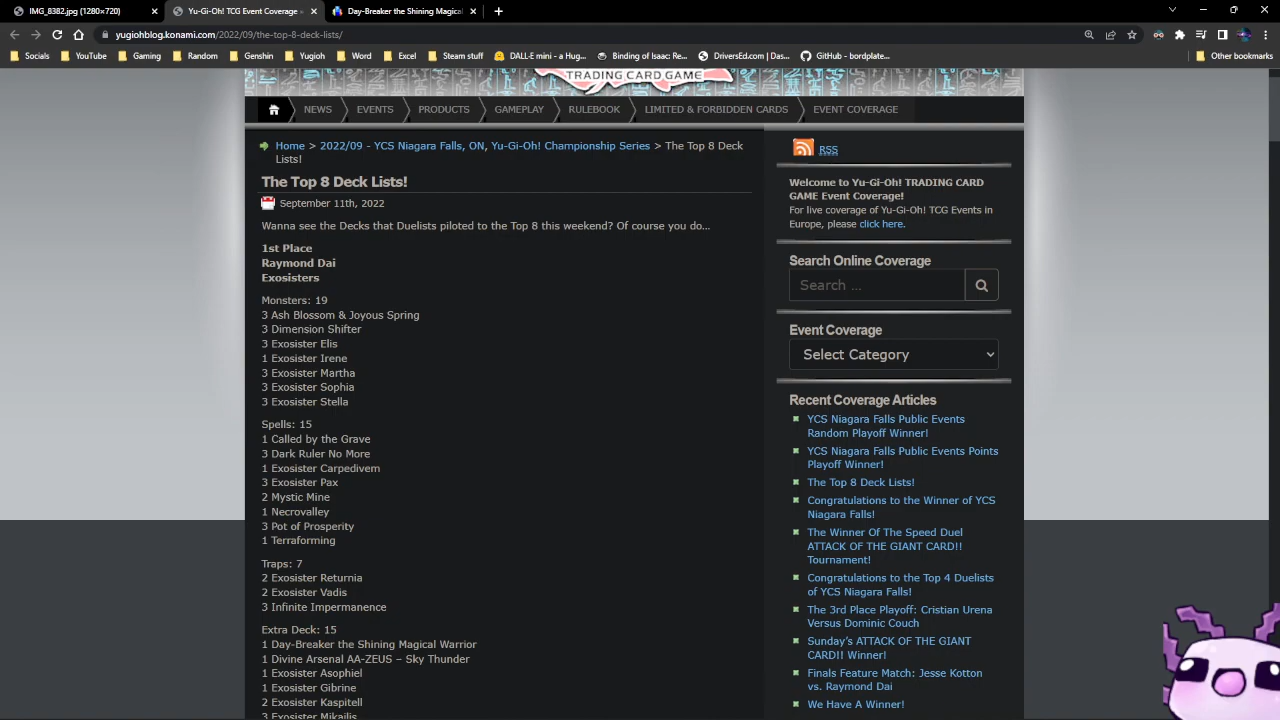 IMG_8382.jpg (1280×720)
Yu-Gi-Oh! TCG Event Coverage »
Day-Breaker the Shining Magical
yugiohblog.konami.com/2022/09/the-top-8-deck-lists/
Socials
YouTube
Gaming
Random
Genshin
Yugioh
Word
Excel
Steam stuff
DALL·E mini - a Hug...
Binding of Isaac: Re...
DriversEd.com | Das...
GitHub - bordplate...
Other bookmarks
TRADING CARD GAME
NEWS
EVENTS
PRODUCTS
GAMEPLAY
RULEBOOK
LIMITED & FORBIDDEN CARDS
EVENT COVERAGE
Home > 2022/09 - YCS Niagara Falls, ON, Yu-Gi-Oh! Championship Series > The Top 8 Deck
Lists!
The Top 8 Deck Lists!
September 11th, 2022
Wanna see the Decks that Duelists piloted to the Top 8 this weekend? Of course you do...
1st Place
Raymond Dai
Exosisters
Monsters: 19
3 Ash Blossom & Joyous Spring
3 Dimension Shifter
3 Exosister Elis
1 Exosister Irene
3 Exosister Martha
3 Exosister Sophia
3 Exosister Stella
Spells: 15
1 Called by the Grave
3 Dark Ruler No More
1 Exosister Carpedivem
3 Exosister Pax
2 Mystic Mine
1 Necrovalley
3 Pot of Prosperity
1 Terraforming
Traps: 7
2 Exosister Returnia
2 Exosister Vadis
3 Infinite Impermanence
Extra Deck: 15
1 Day-Breaker the Shining Magical Warrior
1 Divine Arsenal AA-ZEUS – Sky Thunder
1 Exosister Asophiel
1 Exosister Gibrine
2 Exosister Kaspitell
3 Exosister Mikailis
RSS
Welcome to Yu-Gi-Oh! TRADING CARD
GAME Event Coverage!
For live coverage of Yu-Gi-Oh! TCG Events in
Europe, please click here.
Search Online Coverage
Search ...
Event Coverage
Select Category
Recent Coverage Articles
YCS Niagara Falls Public Events
Random Playoff Winner!
YCS Niagara Falls Public Events Points
Playoff Winner!
The Top 8 Deck Lists!
Congratulations to the Winner of YCS
Niagara Falls!
The Winner Of The Speed Duel
ATTACK OF THE GIANT CARD!!
Tournament!
Congratulations to the Top 4 Duelists
of YCS Niagara Falls!
The 3rd Place Playoff: Cristian Urena
Versus Dominic Couch
Sunday's ATTACK OF THE GIANT
CARD!! Winner!
Finals Feature Match: Jesse Kotton
vs. Raymond Dai
We Have A Winner!